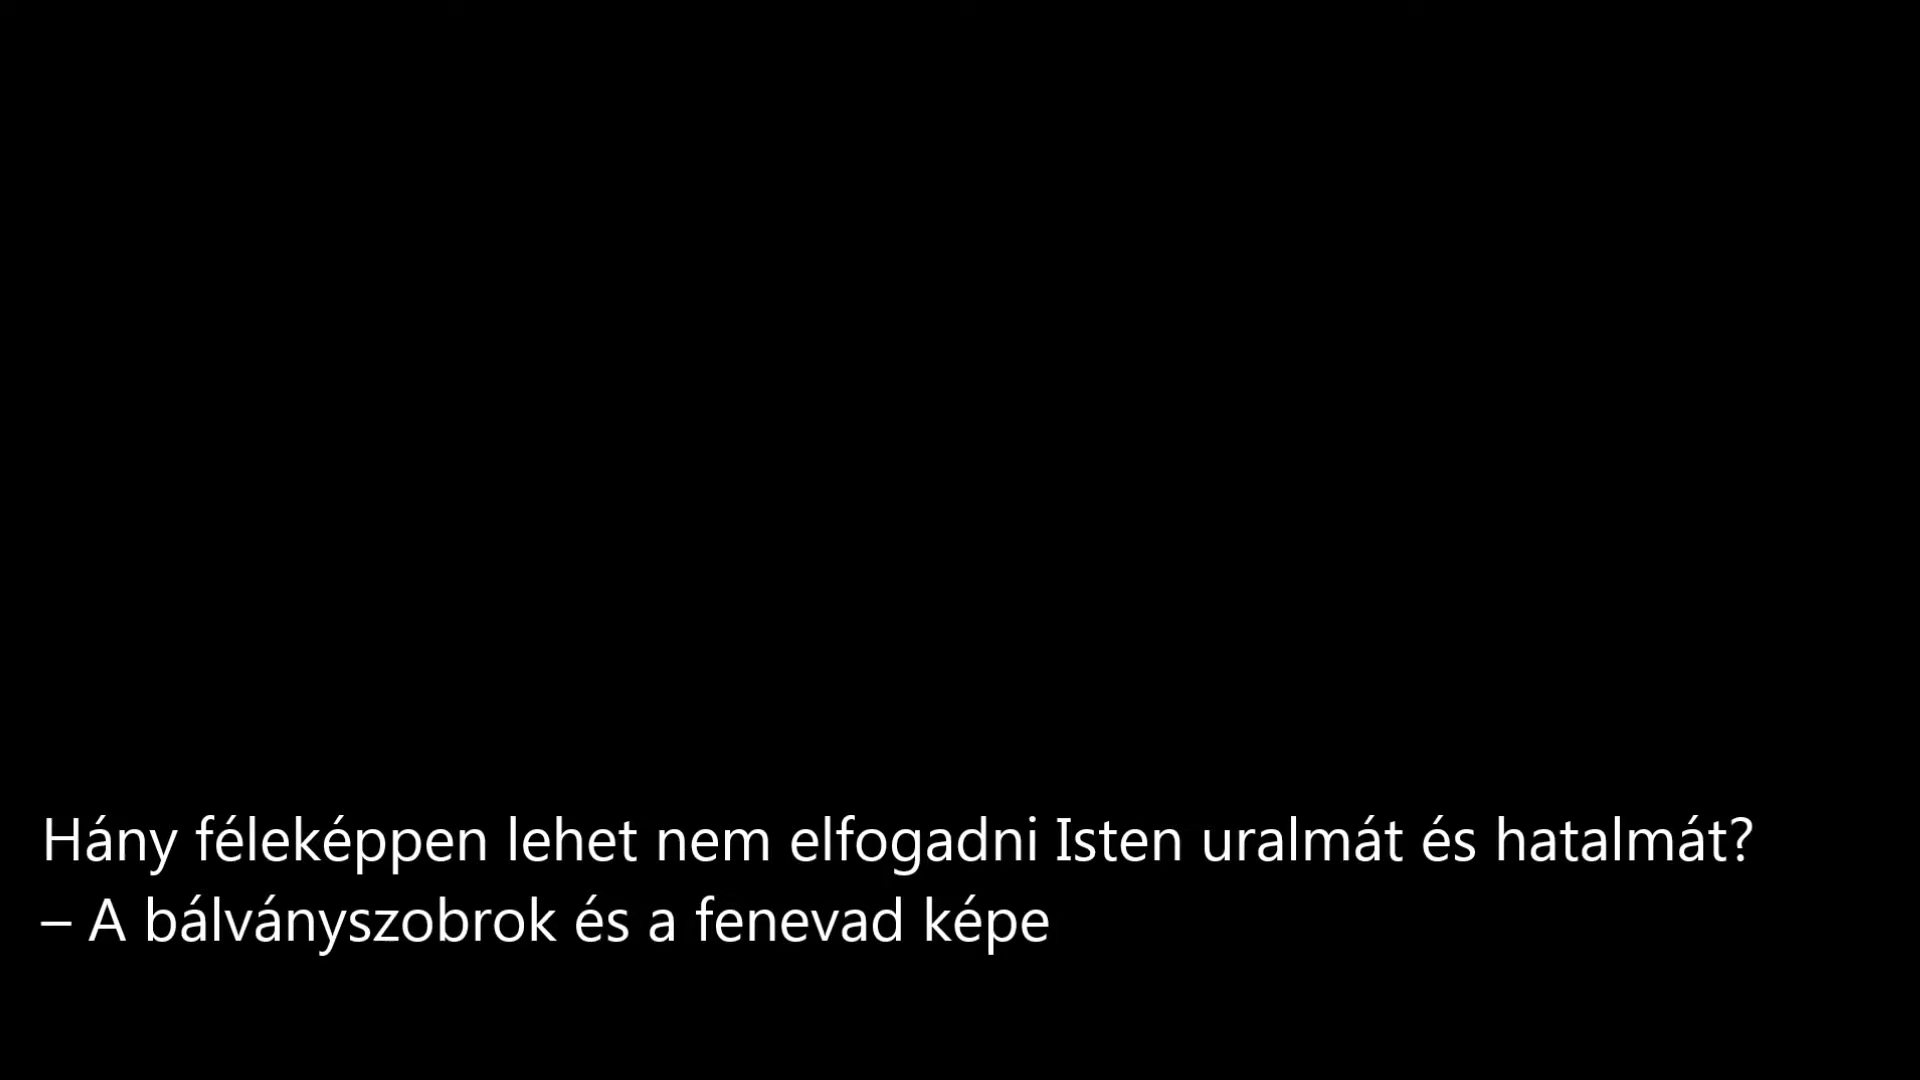 Hány féleképpen lehet nem elfogadni Isten uralmát és hatalmát?
– A bálványszobrok és a fenevad képe